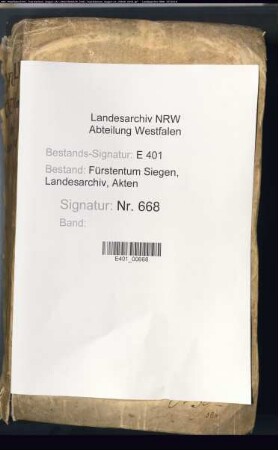 Landesarchiv NRW
Abteilung Westfalen
Bestands-Signatur: E 401
Bestand: Fürstentum Siegen,
Landesarchiv, Akten
Signatur: Nr. 668
Band:
E401_00668